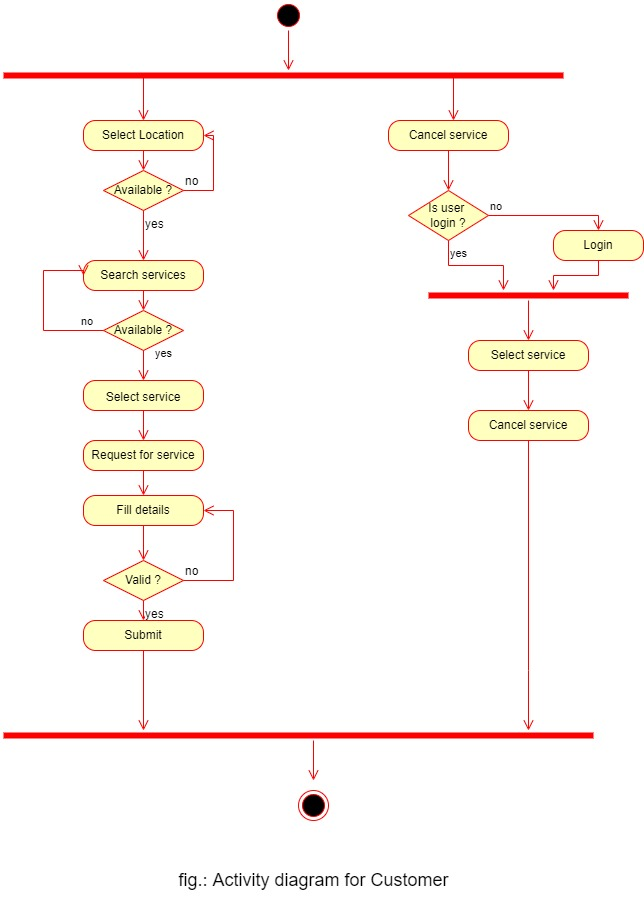 Select Location
Available ?
no
yes
Search services
no
Available ?
yes
Select service
Request for service
Fill details
Valid ?
no
yes
Submit
Cancel service
Is user
login ?
no
yes
Login
Select service
Cancel service
fig.: Activity diagram for Customer